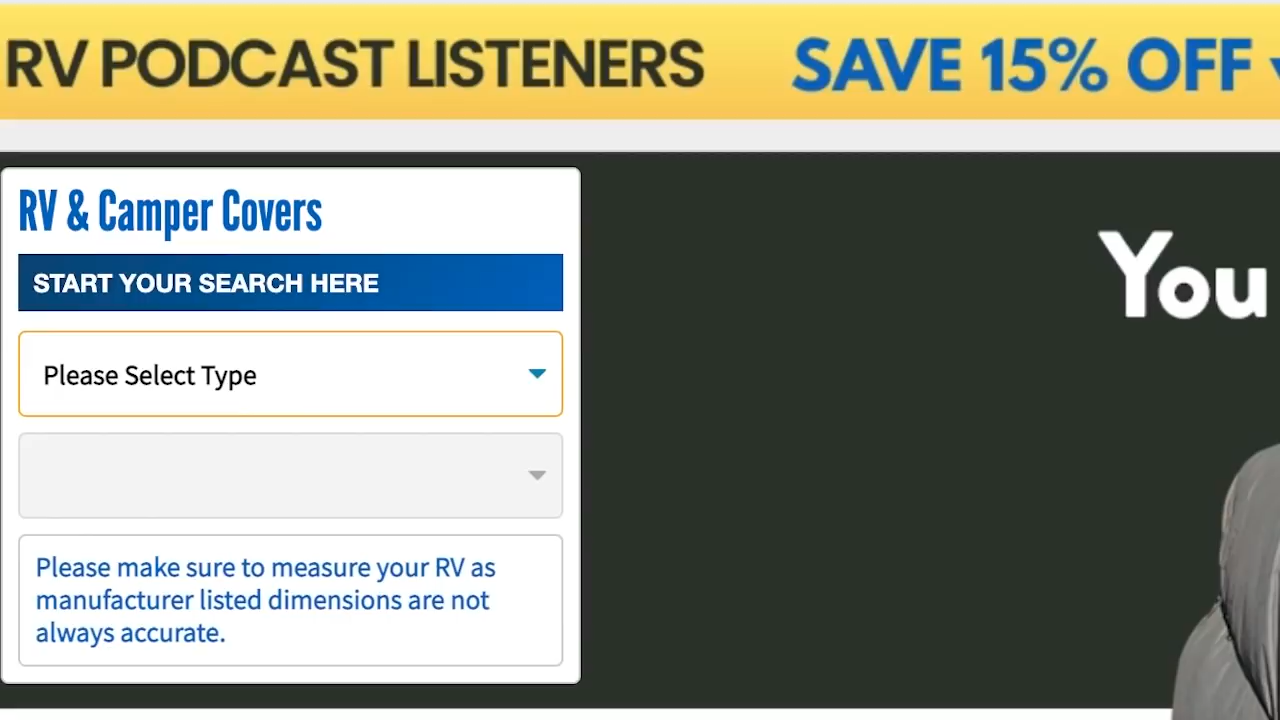 RV PODCAST LISTENERS SAVE 15% OFF
RV & Camper Covers
START YOUR SEARCH HERE
You
Please Select Type
Please make sure to measure your RV as
manufacturer listed dimensions are not
always accurate.